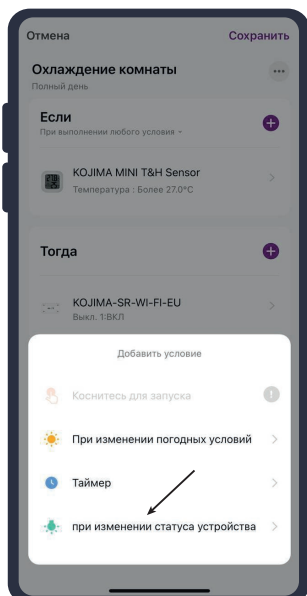 Отмена Сохранить
Охлаждение комнаты
Полный день
Если
При выполнении любого условия
KOJIMA MINI T&H Sensor
Температура : Более 27.0°C
Тогда
KOJIMA-SR-WI-FI-EU
Выкл. 1:ВКЛ
Добавить условие
Коснитесь для запуска
При изменении погодных условий
Таймер
при изменении статуса устройства